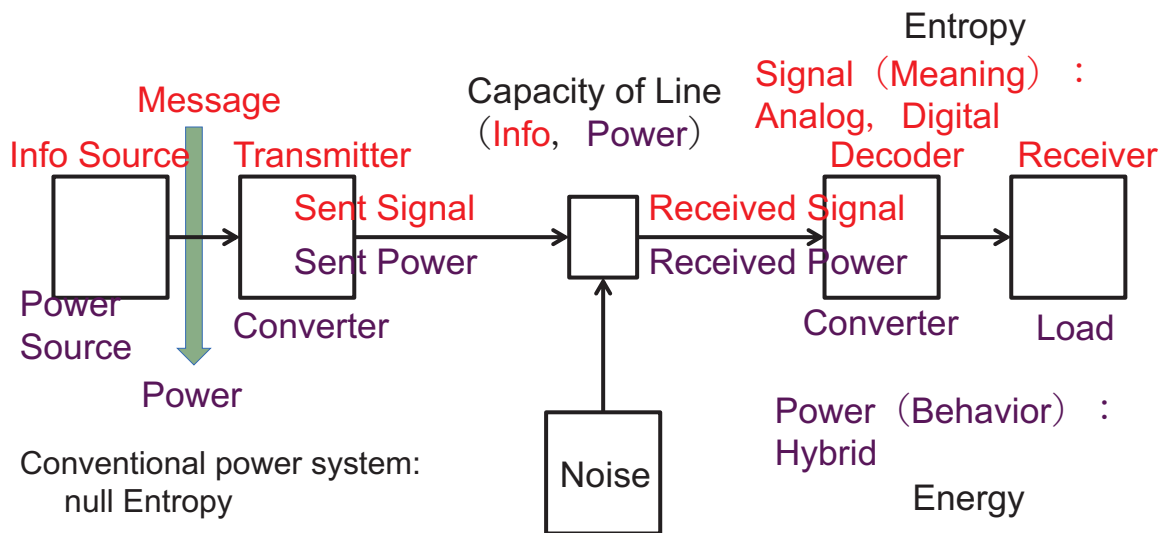 Entropy
Signal（Meaning）：
Analog, Digital
Message
Capacity of Line
（Info, Power）
Info Source
Transmitter
Decoder
Receiver
Sent Signal
Received Signal
Sent Power
Received Power
Power
Source
Converter
Converter
Load
Power
Power（Behavior）：
Hybrid
Conventional power system:
null Entropy
Noise
Energy